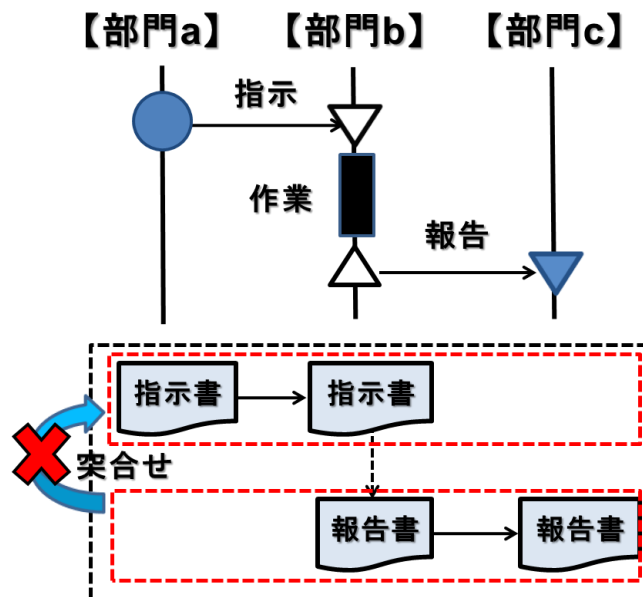 【部門a】 【部門b】 【部門c】
指示
作業
報告
指示書 指示書
突合せ
報告書 報告書